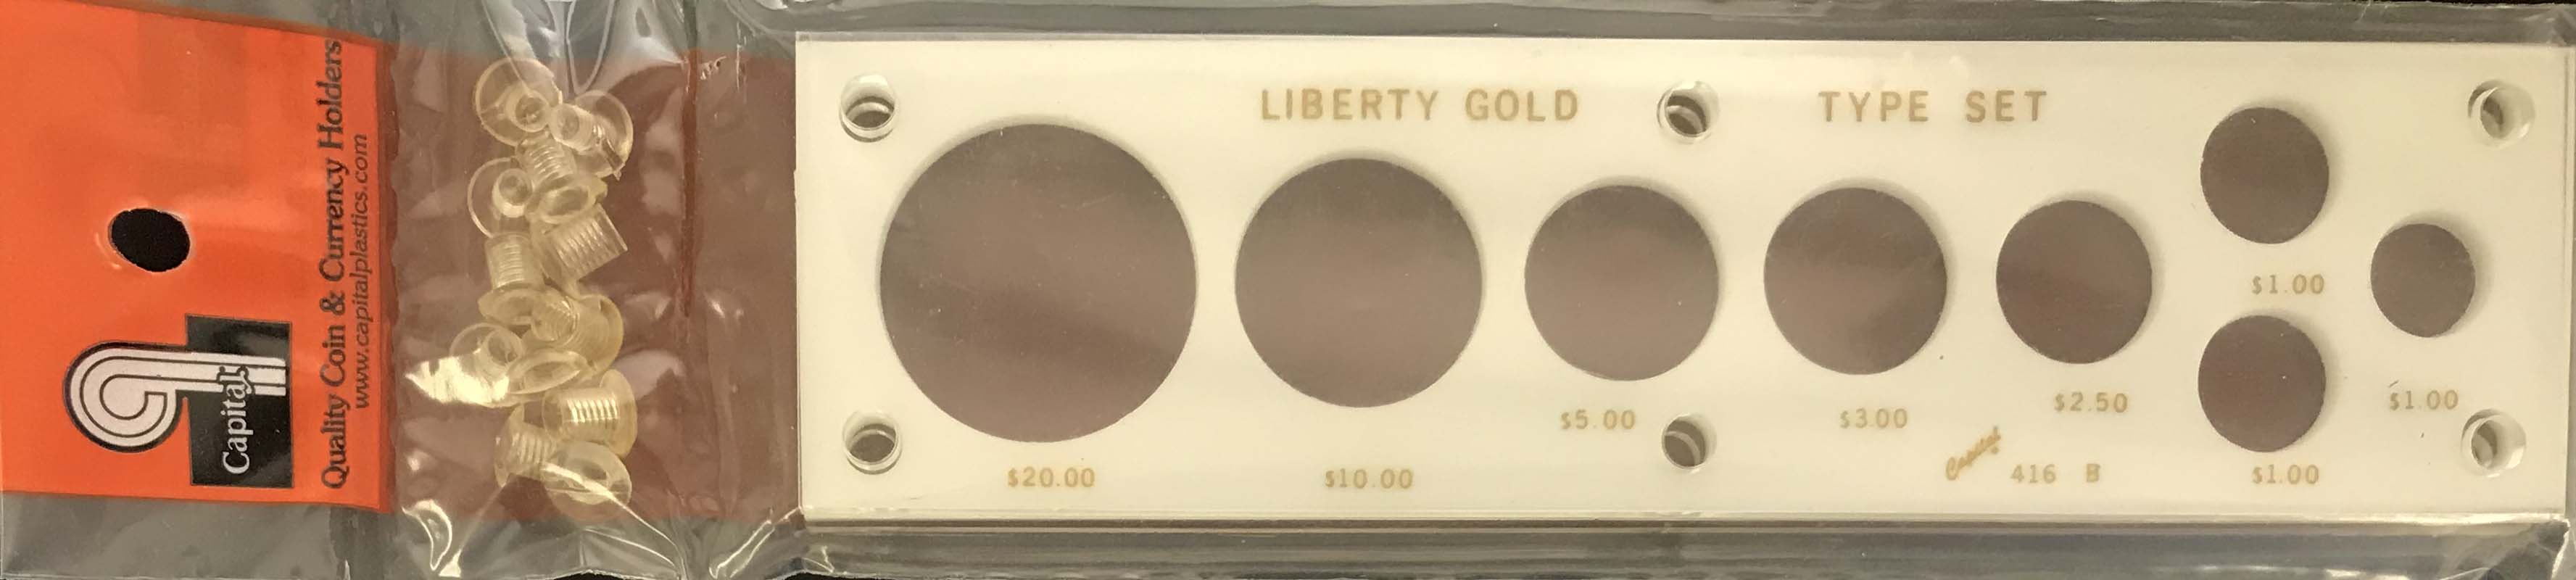 Capital
Quality Coin & Currency Holders
www.capitalplastics.com
LIBERTY GOLD TYPE SET
$20.00
$10.00
$5.00
$3.00
$2.50
$1.00
$1.00
$1.00
Capital
416 B